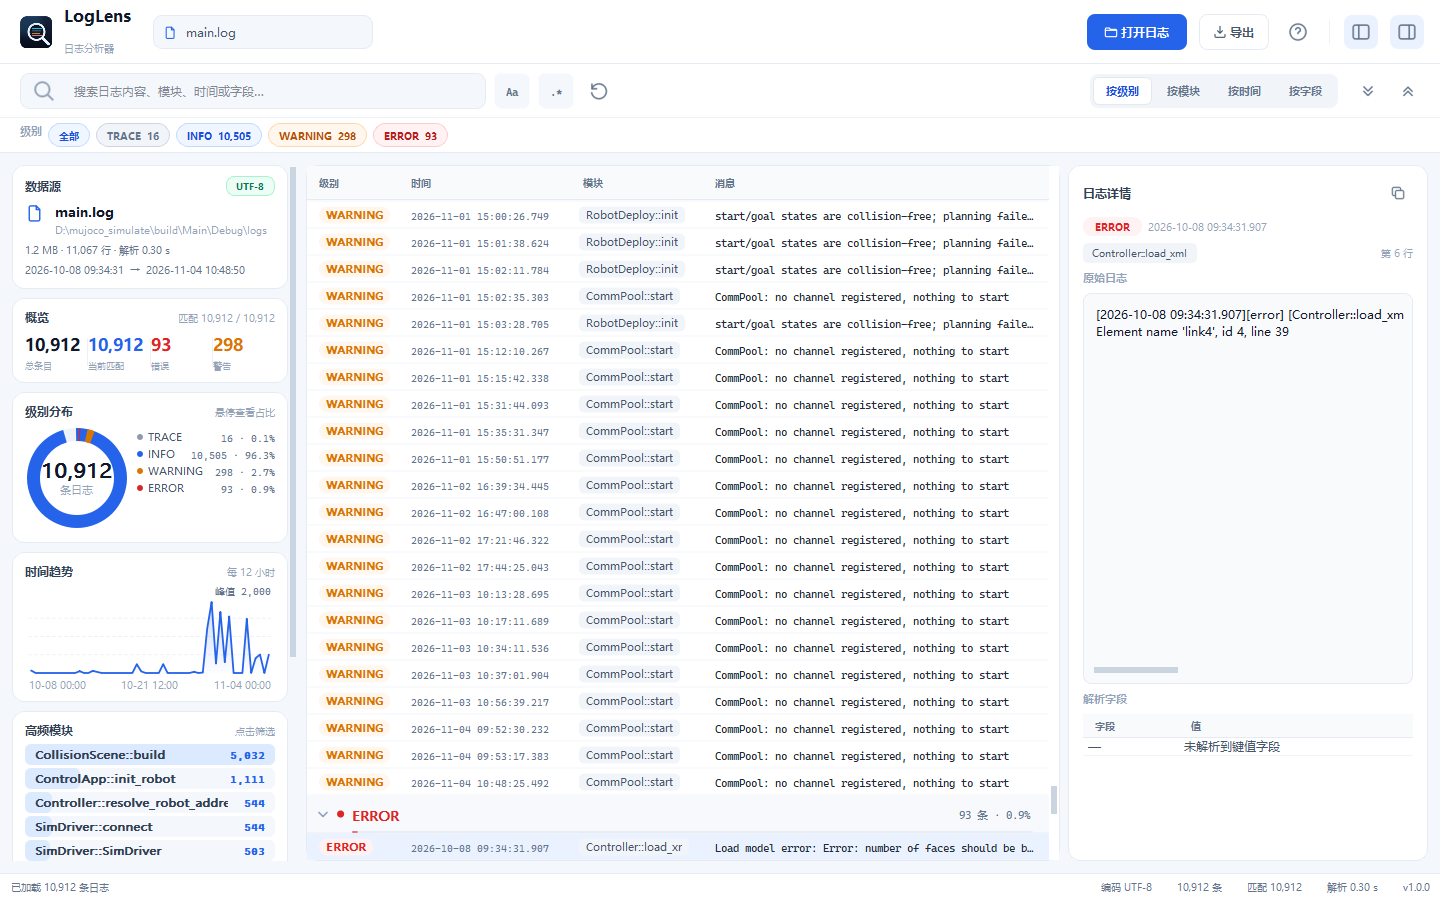 LogLens
日志分析器
main.log
打开日志
导出
搜索日志内容、模块、时间或字段...
Aa
.*
按级别 按模块 按时间 按字段
级别 全部 TRACE 16 INFO 10,505 WARNING 298 ERROR 93
数据源 UTF-8
main.log
D:\mujoco_simulate\build\Main\Debug\logs
1.2 MB · 11,067 行 · 解析 0.30 s
2026-10-08 09:34:31 → 2026-11-04 10:48:50
概览 匹配 10,912 / 10,912
10,912 10,912 93 298
总条目 当前匹配 错误 警告
级别分布 悬停查看占比
10,912
条日志
TRACE 16 · 0.1%
INFO 10,505 · 96.3%
WARNING 298 · 2.7%
ERROR 93 · 0.9%
时间趋势 每 12 小时
峰值 2,000
10-08 00:00 10-21 12:00 11-04 00:00
高频模块 点击筛选
CollisionScene::build 5,032
ControlApp::init_robot 1,111
Controller::resolve_robot_addre 544
SimDriver::connect 544
SimDriver::SimDriver 503
级别 时间 模块 消息
WARNING 2026-11-01 15:00:26.749 RobotDeploy::init start/goal states are collision-free; planning faile…
WARNING 2026-11-01 15:01:38.624 RobotDeploy::init start/goal states are collision-free; planning faile…
WARNING 2026-11-01 15:02:11.784 RobotDeploy::init start/goal states are collision-free; planning faile…
WARNING 2026-11-01 15:02:35.303 CommPool::start CommPool: no channel registered, nothing to start
WARNING 2026-11-01 15:03:28.705 RobotDeploy::init start/goal states are collision-free; planning faile…
WARNING 2026-11-01 15:12:10.267 CommPool::start CommPool: no channel registered, nothing to start
WARNING 2026-11-01 15:15:42.338 CommPool::start CommPool: no channel registered, nothing to start
WARNING 2026-11-01 15:31:44.093 CommPool::start CommPool: no channel registered, nothing to start
WARNING 2026-11-01 15:35:31.347 CommPool::start CommPool: no channel registered, nothing to start
WARNING 2026-11-01 15:50:51.177 CommPool::start CommPool: no channel registered, nothing to start
WARNING 2026-11-02 16:39:34.445 CommPool::start CommPool: no channel registered, nothing to start
WARNING 2026-11-02 16:47:00.108 CommPool::start CommPool: no channel registered, nothing to start
WARNING 2026-11-02 17:21:46.322 CommPool::start CommPool: no channel registered, nothing to start
WARNING 2026-11-02 17:44:25.043 CommPool::start CommPool: no channel registered, nothing to start
WARNING 2026-11-03 10:13:28.695 CommPool::start CommPool: no channel registered, nothing to start
WARNING 2026-11-03 10:17:11.689 CommPool::start CommPool: no channel registered, nothing to start
WARNING 2026-11-03 10:34:11.536 CommPool::start CommPool: no channel registered, nothing to start
WARNING 2026-11-03 10:37:01.904 CommPool::start CommPool: no channel registered, nothing to start
WARNING 2026-11-03 10:56:39.217 CommPool::start CommPool: no channel registered, nothing to start
WARNING 2026-11-04 09:52:30.232 CommPool::start CommPool: no channel registered, nothing to start
WARNING 2026-11-04 09:53:17.383 CommPool::start CommPool: no channel registered, nothing to start
WARNING 2026-11-04 10:48:25.492 CommPool::start CommPool: no channel registered, nothing to start
ERROR 93 条 · 0.9%
ERROR 2026-10-08 09:34:31.907 Controller::load_xr Load model error: Error: number of faces should be b…
日志详情
ERROR 2026-10-08 09:34:31.907
Controller::load_xml 第 6 行
原始日志
[2026-10-08 09:34:31.907][error] [Controller::load_xm
Element name 'link4', id 4, line 39
解析字段
字段 值
— 未解析到键值字段
已加载 10,912 条日志
编码 UTF-8 10,912 条 匹配 10,912 解析 0.30 s v1.0.0